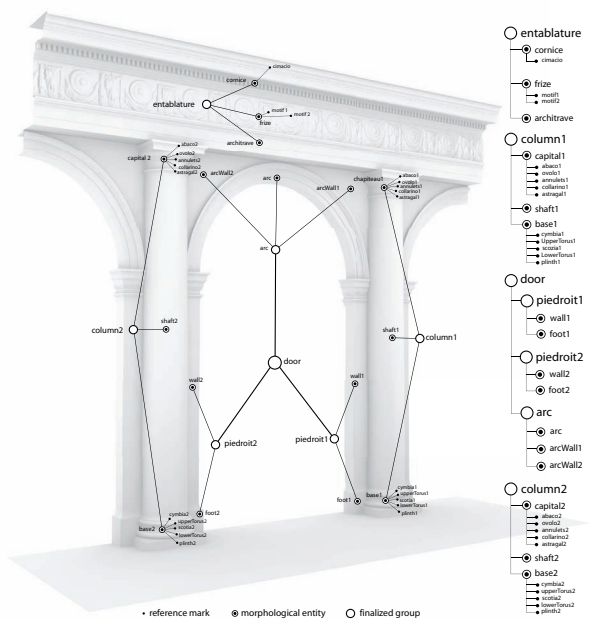 cimacio
cornice
entablature
motif1
motif2
frize
architrave
abaco2
capital 2
ovolo2
annulets2
collarino2
astragal2
arcWall2
arc
arcWall1
chapiteau1
abaco1
ovolo1
annulets1
collarino1
astragal1
arc
shaft2
column2
shaft1
column1
door
wall2
wall1
piedroit2
piedroit1
foot1
base1
cymbia1
upperTorus1
scotia1
lowerTorus1
plinth1
foot2
base2
cymbia2
upperTorus2
scotia2
lowerTorus2
plinth2
entablature
cornice
cimacio
frize
motif1
motif2
architrave
column1
capital1
abaco1
ovolo1
annulets1
collarino1
astragal1
shaft1
base1
cymbia1
UpperTorus1
scozia1
LowerTorus1
plinth1
door
piedroit1
wall1
foot1
piedroit2
wall2
foot2
arc
arc
arcWall1
arcWall2
column2
capital2
abaco2
ovolo2
annulets2
collarino2
astragal2
shaft2
base2
cymbia2
upperTorus2
scotia2
lowerTorus2
plinth2
reference mark morphological entity finalized group